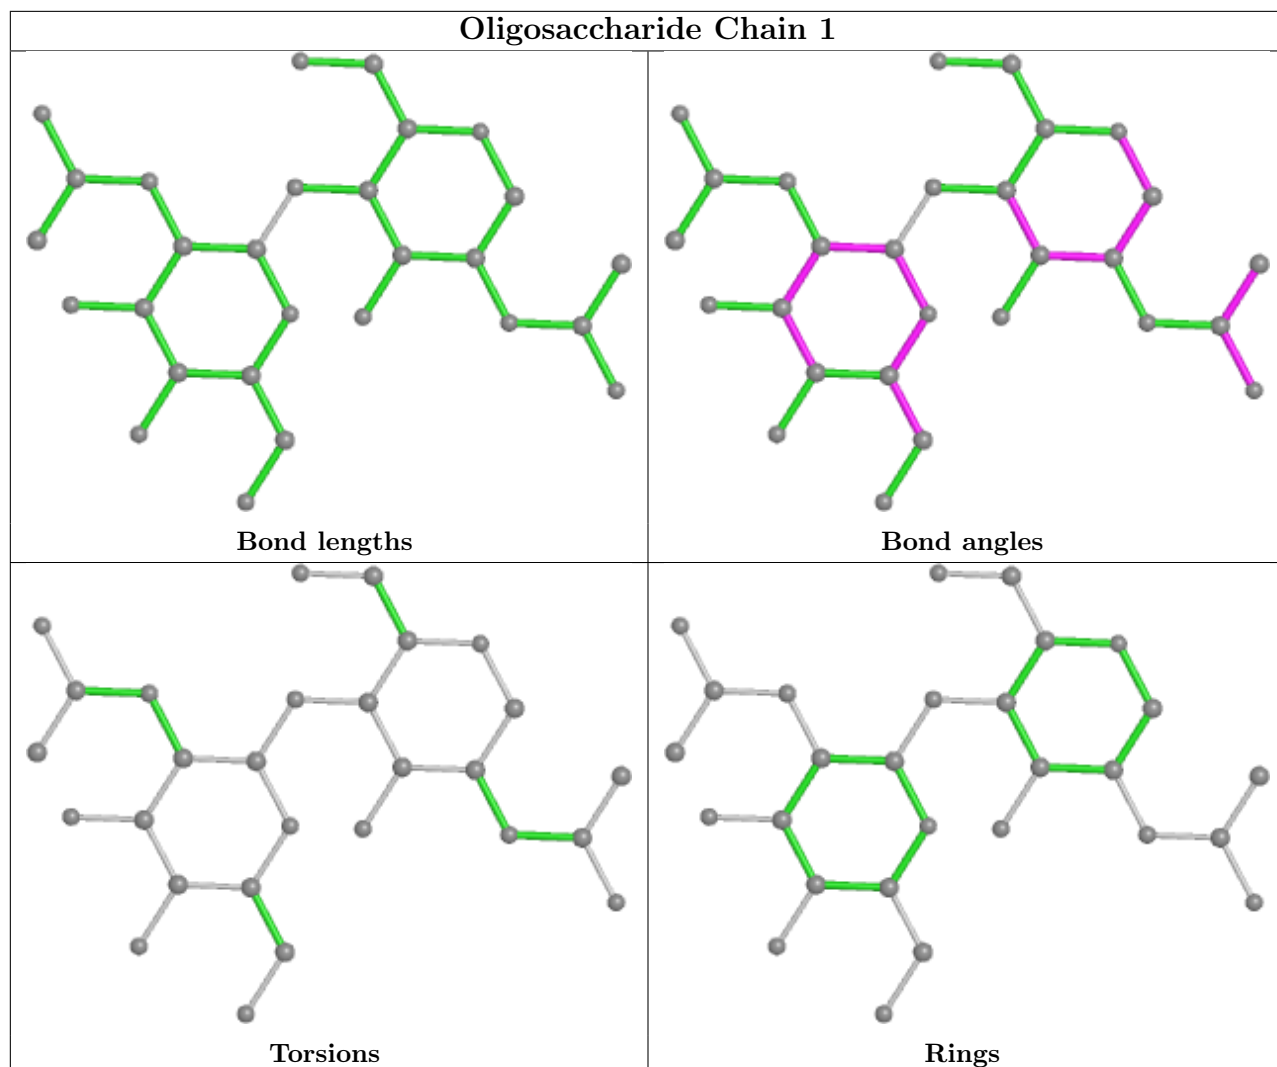 Oligosaccharide Chain 1
Bond lengths
Bond angles
Torsions
Rings